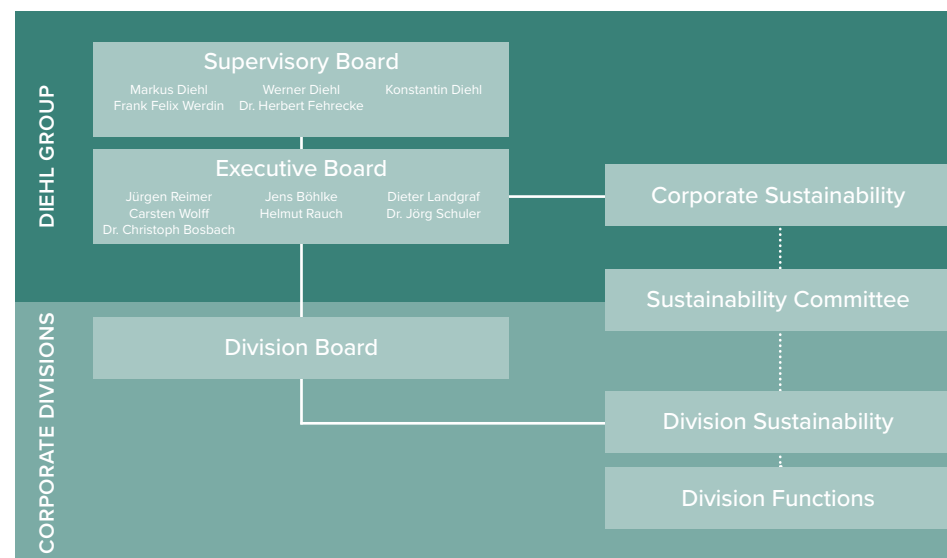 DIEHL GROUP
Supervisory Board
Markus Diehl Werner Diehl Konstantin Diehl
Frank Felix Werdin Dr. Herbert Fehrecke
Executive Board
Jürgen Reimer Jens Böhlke Dieter Landgraf
Carsten Wolff Helmut Rauch Dr. Jörg Schuler
Dr. Christoph Bosbach
Corporate Sustainability
Sustainability Committee
CORPORATE DIVISIONS
Division Board
Division Sustainability
Division Functions